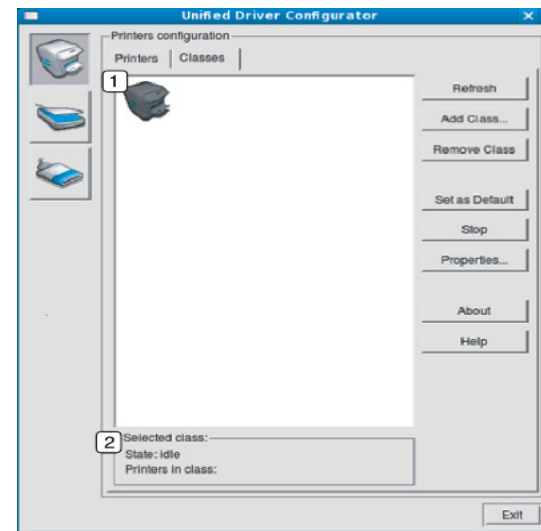 Unified Driver Configurator
Printers configuration
Printers Classes
1
Refresh
Add Class...
Remove Class
Set as Default
Stop
Properties...
About
Help
2
Selected class:
State: idle
Printers in class:
Exit